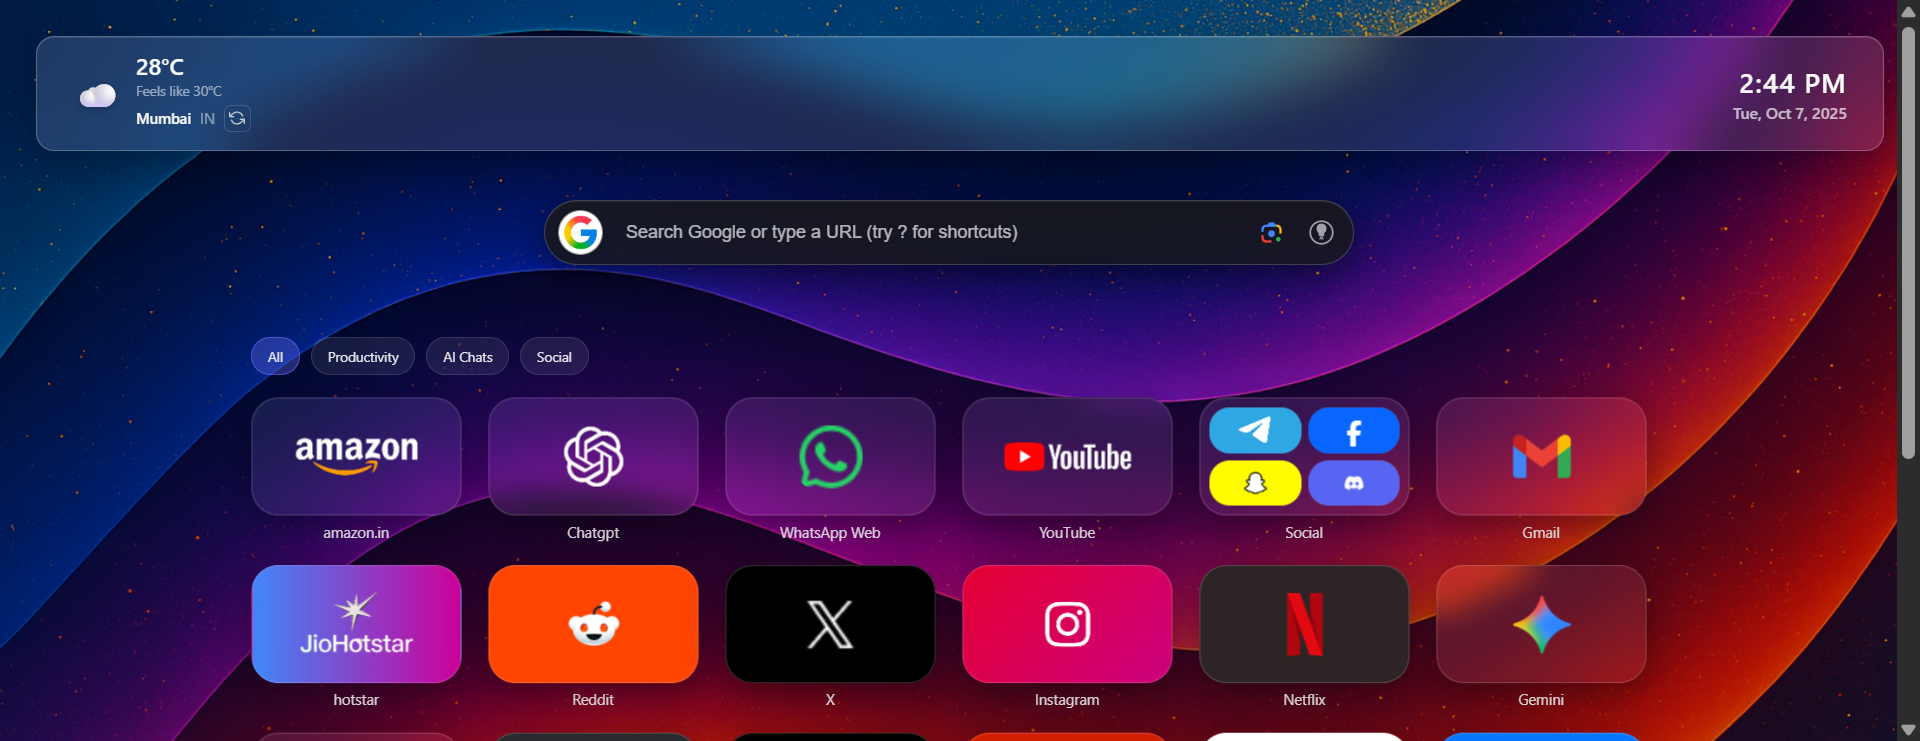 28°C
Feels like 30°C
Mumbai IN
2:44 PM
Tue, Oct 7, 2025
Search Google or type a URL (try ? for shortcuts)
All
Productivity
AI Chats
Social
amazon
YouTube
amazon.in
Chatgpt
WhatsApp Web
YouTube
Social
Gmail
JioHotstar
hotstar
Reddit
X
Instagram
Netflix
Gemini